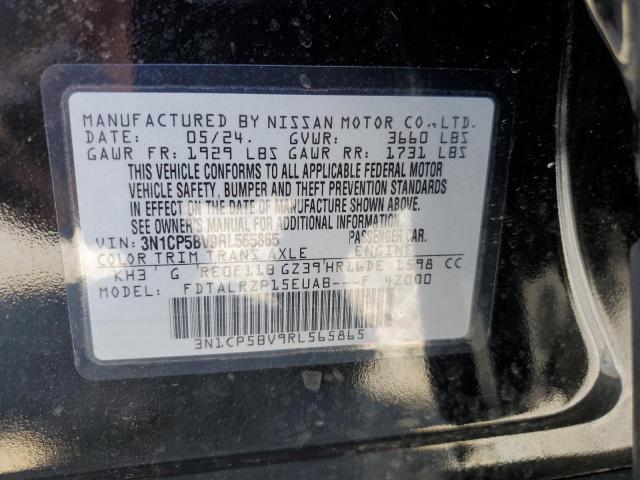 MANUFACTURED BY NISSAN MOTOR CO., LTD.
DATE: 05/24. GVWR: 3660 LBS
GAWR FR: 1929 LBS GAWR RR: 1731 LBS
THIS VEHICLE CONFORMS TO ALL APPLICABLE FEDERAL MOTOR
VEHICLE SAFETY, BUMPER AND THEFT PREVENTION STANDARDS
IN EFFECT ON THE DATE OF MANUFACTURE SHOWN ABOVE.
SEE OWNER'S MANUAL FOR ADDITIONAL INFORMATION.
VIN: 3N1CP5BV9RL565865 PASSENGER CAR.
COLOR TRIM TRANS AXLE ENGINE
KH3 G RE0F11B GZ39 HR16DE 1598 CC
MODEL: FDTALRZP15EUAB---F 4Z000
3N1CP5BV9RL565865